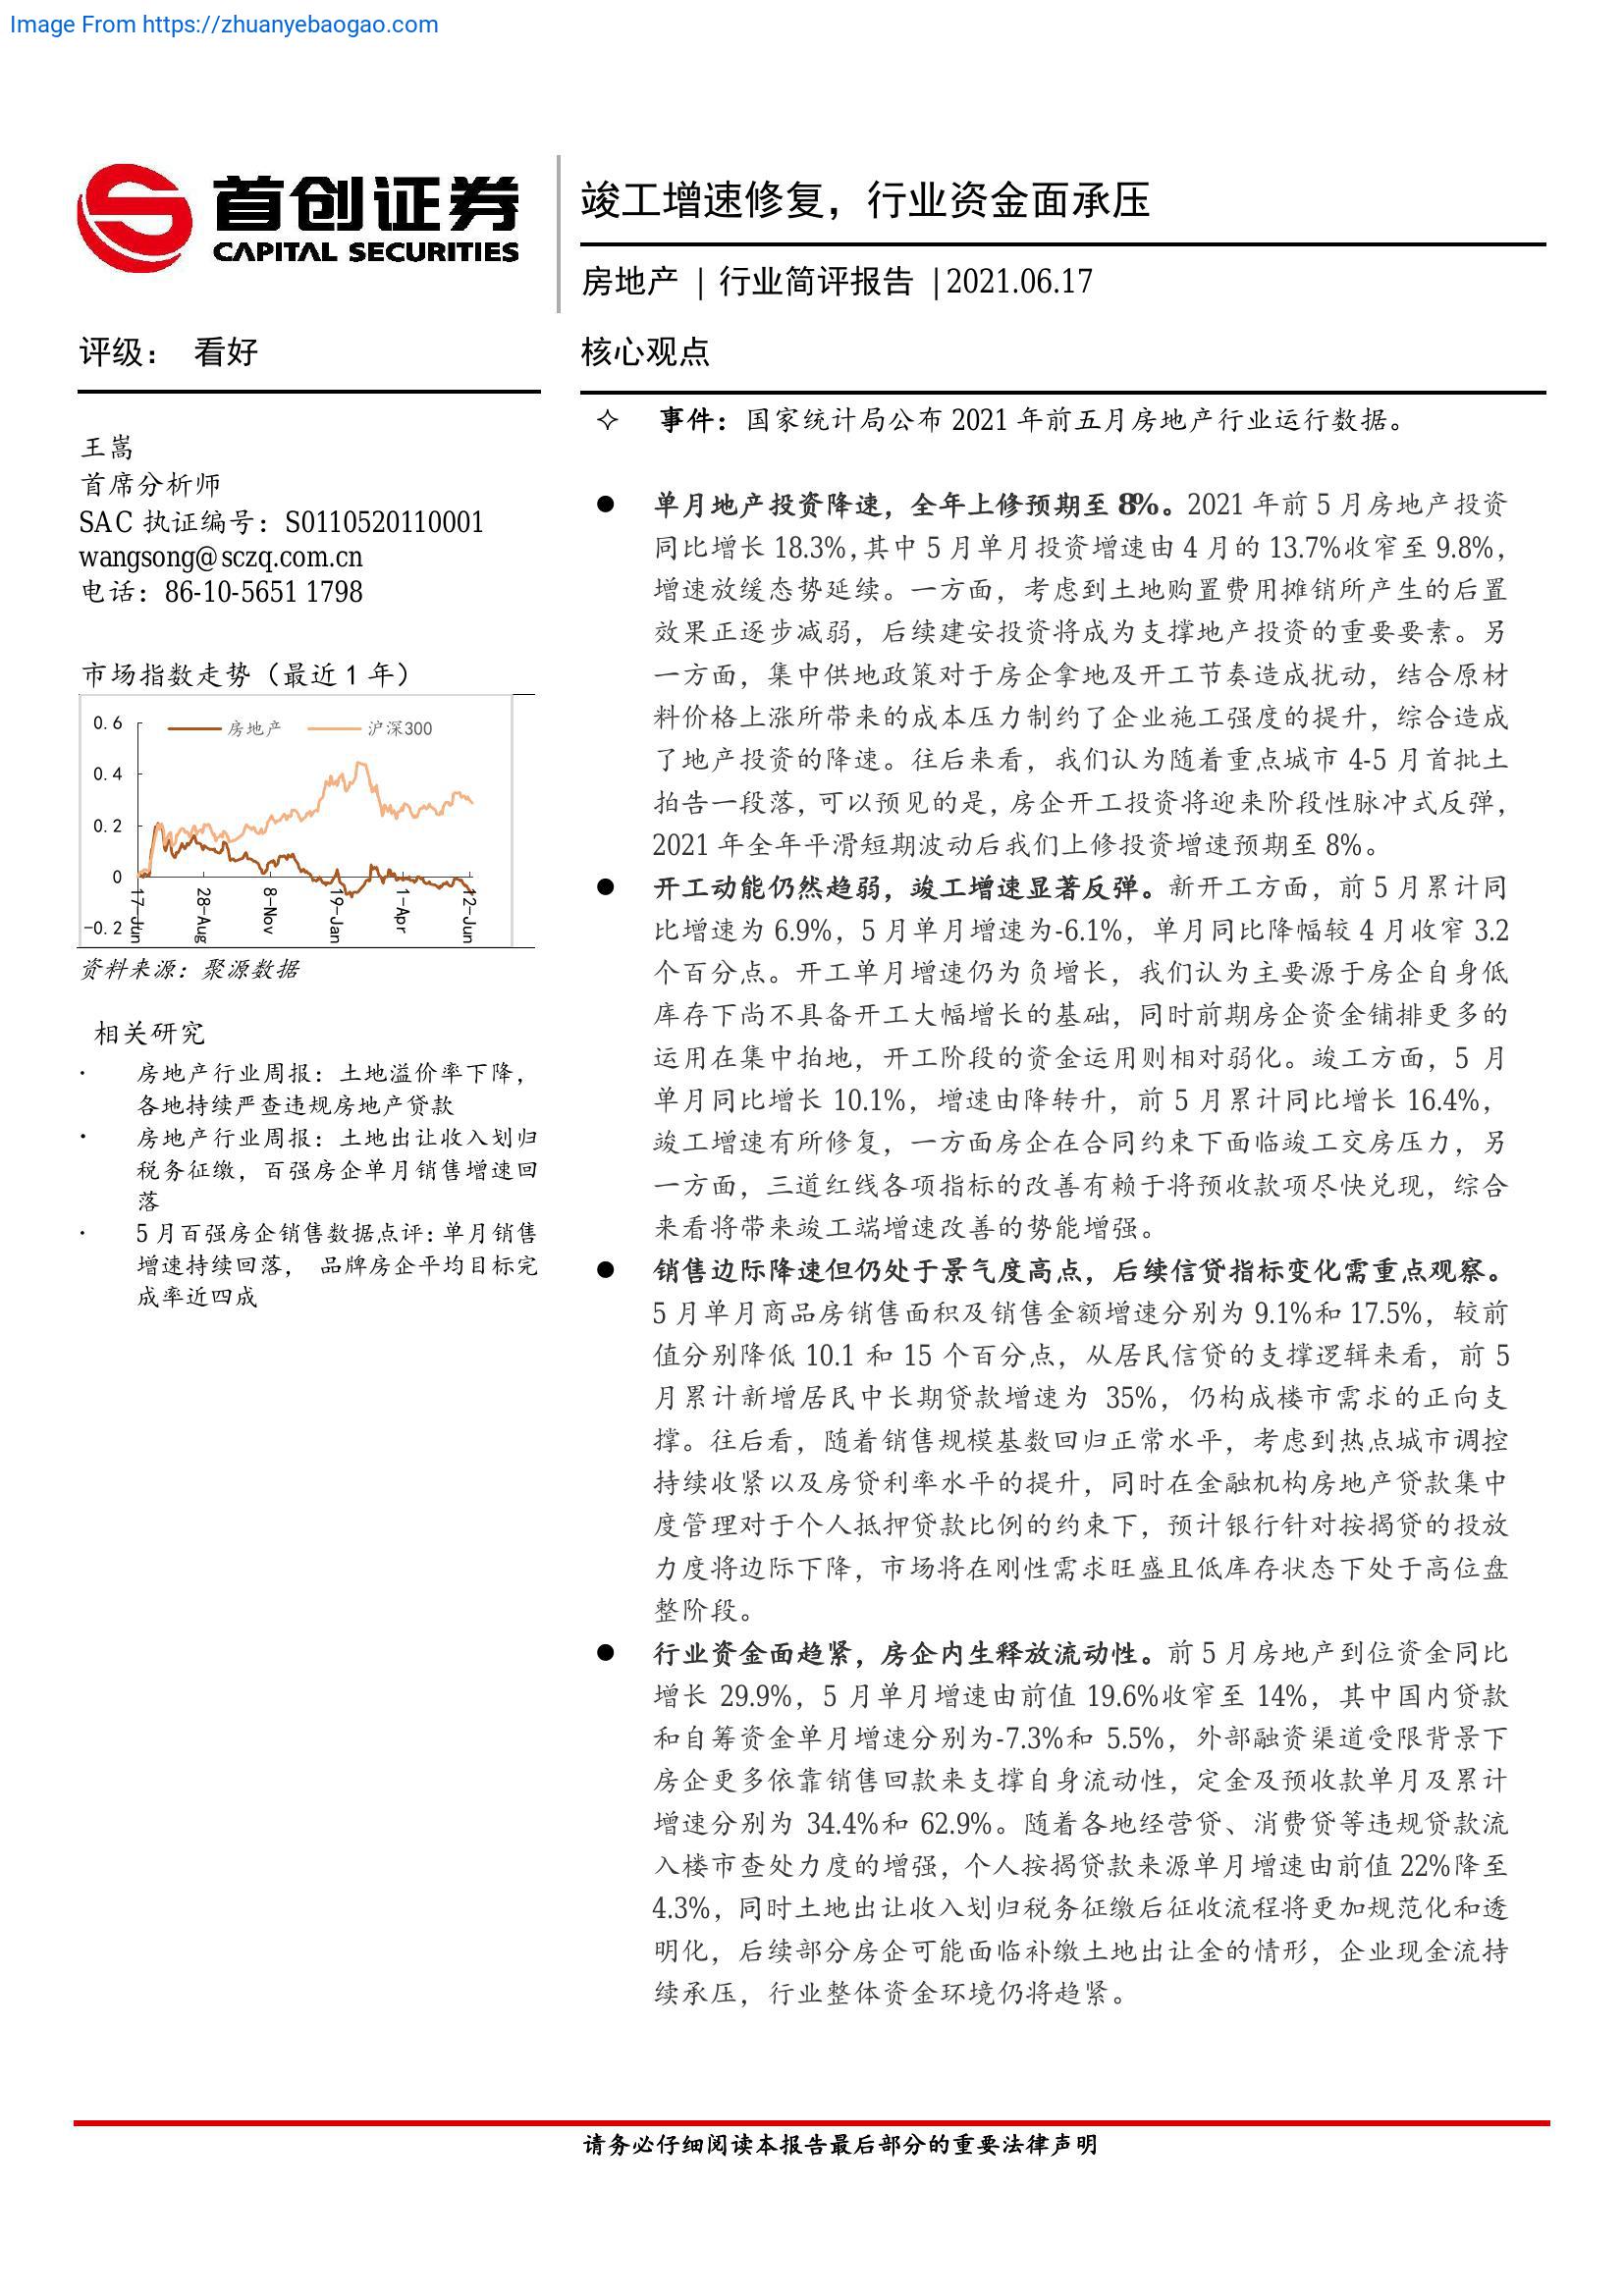 Image From https://zhuanyebaogao.com
首创证券
CAPITAL SECURITIES
竣工增速修复，行业资金面承压
房地产 | 行业简评报告 |2021.06.17
评级： 看好
王嵩
首席分析师
SAC 执证编号：S0110520110001
wangsong@sczq.com.cn
电话：86-10-5651 1798
市场指数走势（最近 1 年）
房地产 沪深300
0.6
0.4
0.2
0
-0.2
17-Jun
28-Aug
8-Nov
19-Jan
1-Apr
12-Jun
资料来源：聚源数据
相关研究
· 房地产行业周报：土地溢价率下降，
各地持续严查违规房地产贷款
· 房地产行业周报：土地出让收入划归
税务征缴，百强房企单月销售增速回
落
· 5 月百强房企销售数据点评：单月销售
增速持续回落， 品牌房企平均目标完
成率近四成
核心观点
✧ 事件：国家统计局公布 2021 年前五月房地产行业运行数据。
● 单月地产投资降速，全年上修预期至 8%。2021 年前 5 月房地产投资
同比增长 18.3%,其中 5 月单月投资增速由 4 月的 13.7%收窄至 9.8%，
增速放缓态势延续。一方面，考虑到土地购置费用摊销所产生的后置
效果正逐步减弱，后续建安投资将成为支撑地产投资的重要要素。另
一方面，集中供地政策对于房企拿地及开工节奏造成扰动，结合原材
料价格上涨所带来的成本压力制约了企业施工强度的提升，综合造成
了地产投资的降速。往后来看，我们认为随着重点城市 4-5 月首批土
拍告一段落，可以预见的是，房企开工投资将迎来阶段性脉冲式反弹，
2021 年全年平滑短期波动后我们上修投资增速预期至 8%。
● 开工动能仍然趋弱，竣工增速显著反弹。新开工方面，前 5 月累计同
比增速为 6.9%，5 月单月增速为-6.1%，单月同比降幅较 4 月收窄 3.2
个百分点。开工单月增速仍为负增长，我们认为主要源于房企自身低
库存下尚不具备开工大幅增长的基础，同时前期房企资金铺排更多的
运用在集中拍地，开工阶段的资金运用则相对弱化。竣工方面，5 月
单月同比增长 10.1%，增速由降转升，前 5 月累计同比增长 16.4%，
竣工增速有所修复，一方面房企在合同约束下面临竣工交房压力，另
一方面，三道红线各项指标的改善有赖于将预收款项尽快兑现，综合
来看将带来竣工端增速改善的势能增强。
● 销售边际降速但仍处于景气度高点，后续信贷指标变化需重点观察。
5 月单月商品房销售面积及销售金额增速分别为 9.1%和 17.5%，较前
值分别降低 10.1 和 15 个百分点，从居民信贷的支撑逻辑来看，前 5
月累计新增居民中长期贷款增速为 35%，仍构成楼市需求的正向支
撑。往后看，随着销售规模基数回归正常水平，考虑到热点城市调控
持续收紧以及房贷利率水平的提升，同时在金融机构房地产贷款集中
度管理对于个人抵押贷款比例的约束下，预计银行针对按揭贷的投放
力度将边际下降，市场将在刚性需求旺盛且低库存状态下处于高位盘
整阶段。
● 行业资金面趋紧，房企内生释放流动性。前 5 月房地产到位资金同比
增长 29.9%，5 月单月增速由前值 19.6%收窄至 14%，其中国内贷款
和自筹资金单月增速分别为-7.3%和 5.5%，外部融资渠道受限背景下
房企更多依靠销售回款来支撑自身流动性，定金及预收款单月及累计
增速分别为 34.4%和 62.9%。随着各地经营贷、消费贷等违规贷款流
入楼市查处力度的增强，个人按揭贷款来源单月增速由前值 22%降至
4.3%，同时土地出让收入划归税务征缴后征收流程将更加规范化和透
明化，后续部分房企可能面临补缴土地出让金的情形，企业现金流持
续承压，行业整体资金环境仍将趋紧。
请务必仔细阅读本报告最后部分的重要法律声明